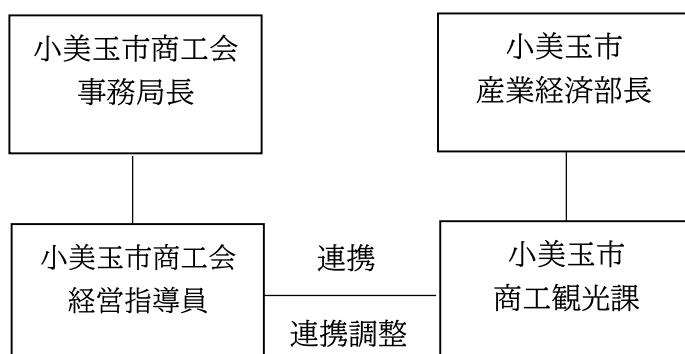 小美玉市商工会
事務局長
小美玉市
産業経済部長
小美玉市商工会
経営指導員
連携
連携調整
小美玉市
商工観光課